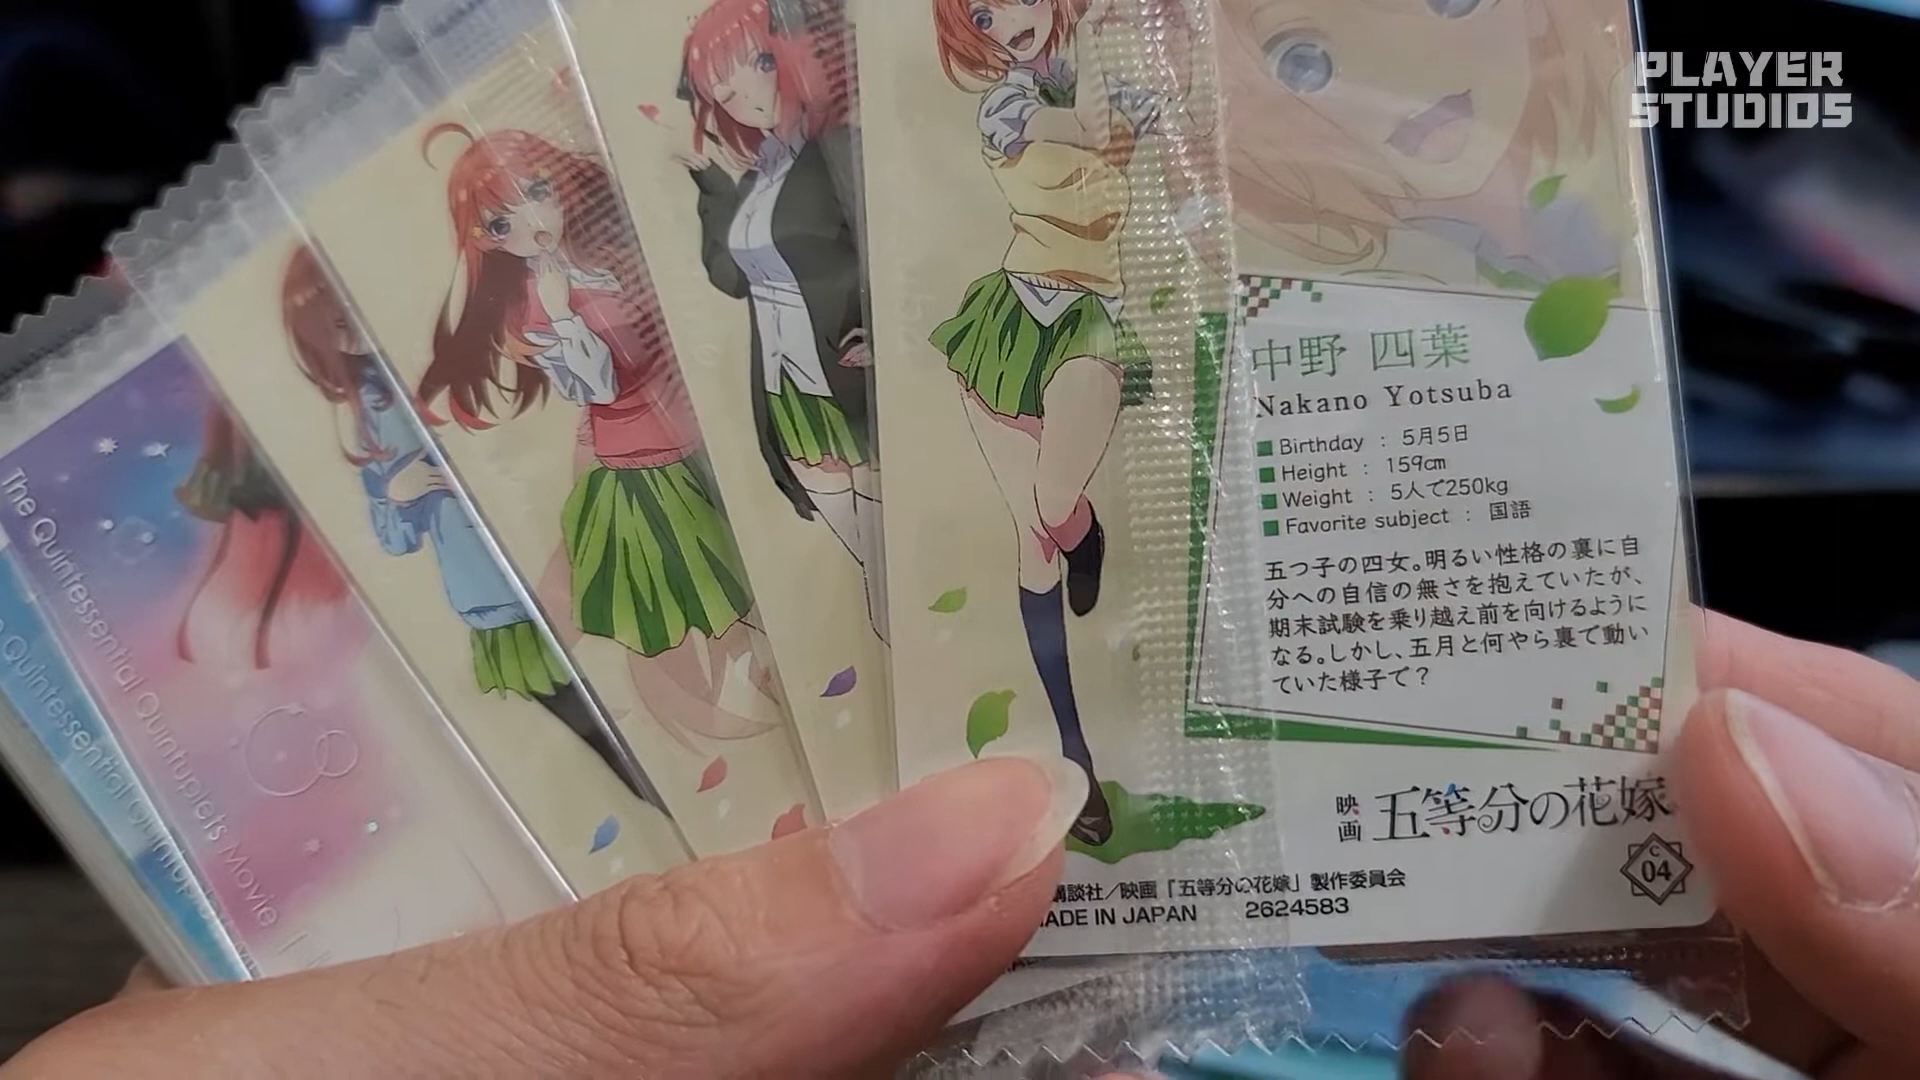 PLAYER
STUDIOS
中野 四葉
Nakano Yotsuba
Birthday : 5月5日
Height : 159cm
Weight : 5人で250kg
Favorite subject : 国語
五つ子の四女。明るい性格の裏に自
分への自信の無さを抱えていたが、
期末試験を乗り越え前を向けるように
なる。しかし、五月と何やら裏で動い
ていた様子で?
映画 五等分の花嫁
C
04
講談社/映画「五等分の花嫁」製作委員会
MADE IN JAPAN 2624583
The Quintessential Quintuplets Movie
Quintessential Quintuplets